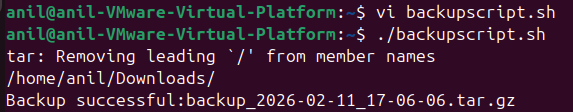 anil@anil-VMware-Virtual-Platform:~$ vi backupscript.sh
anil@anil-VMware-Virtual-Platform:~$ ./backupscript.sh
tar: Removing leading `/' from member names
/home/anil/Downloads/
Backup successful:backup_2026-02-11_17-06-06.tar.gz